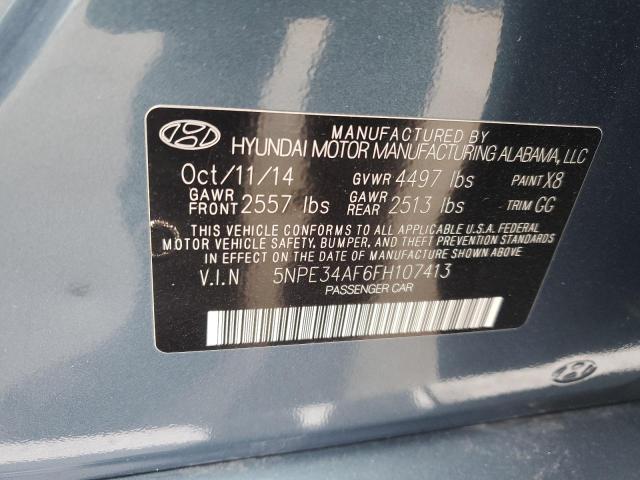 MANUFACTURED BY
HYUNDAI MOTOR MANUFACTURING ALABAMA, LLC
Oct/11/14 GVWR 4497 lbs PAINT X8
GAWR FRONT 2557 lbs GAWR REAR 2513 lbs TRIM GG
THIS VEHICLE CONFORMS TO ALL APPLICABLE U.S.A. FEDERAL
MOTOR VEHICLE SAFETY, BUMPER, AND THEFT PREVENTION STANDARDS
IN EFFECT ON THE DATE OF MANUFACTURE SHOWN ABOVE.
V.I.N 5NPE34AF6FH107413
PASSENGER CAR